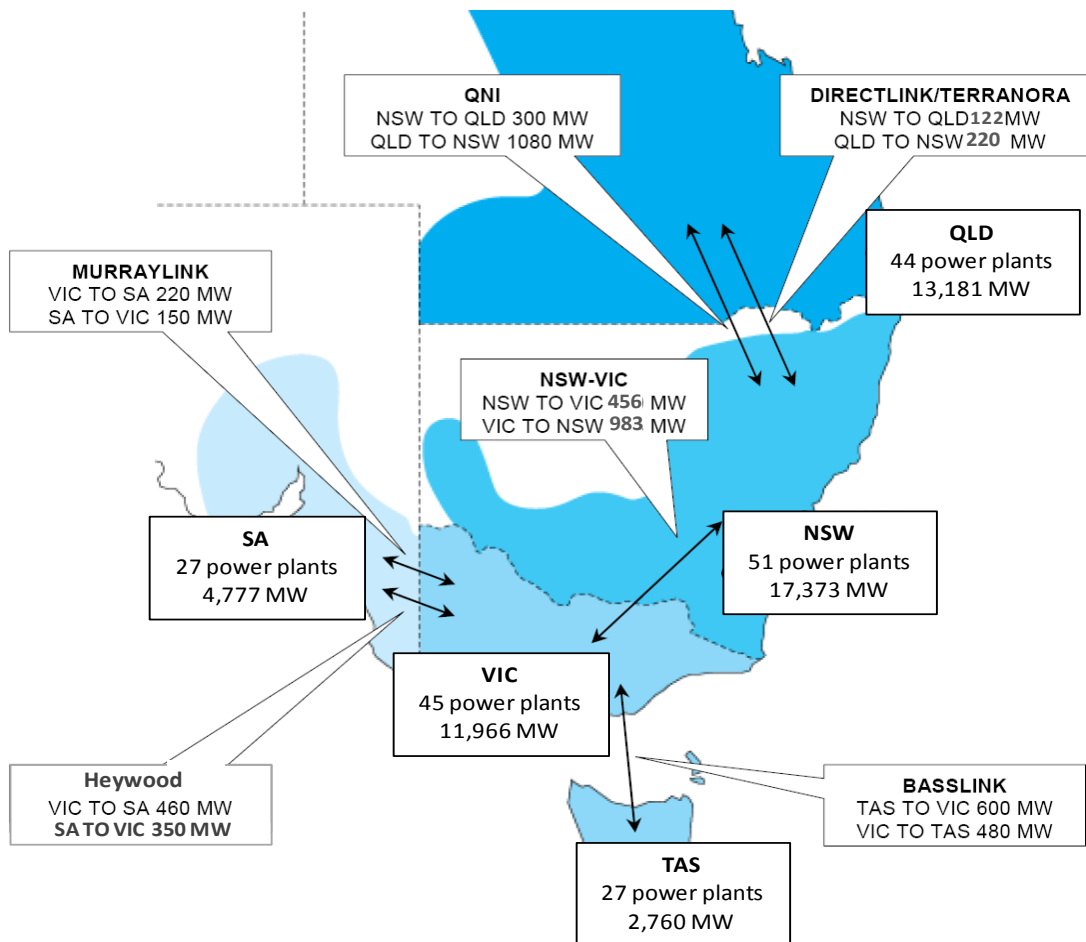 QNI
NSW TO QLD 300 MW
QLD TO NSW 1080 MW
DIRECTLINK/TERRANORA
NSW TO QLD 122 MW
QLD TO NSW 220 MW
QLD
44 power plants
13,181 MW
MURRAYLINK
VIC TO SA 220 MW
SA TO VIC 150 MW
NSW-VIC
NSW TO VIC 456 MW
VIC TO NSW 983 MW
SA
27 power plants
4,777 MW
NSW
51 power plants
17,373 MW
VIC
45 power plants
11,966 MW
Heywood
VIC TO SA 460 MW
SA TO VIC 350 MW
BASSLINK
TAS TO VIC 600 MW
VIC TO TAS 480 MW
TAS
27 power plants
2,760 MW